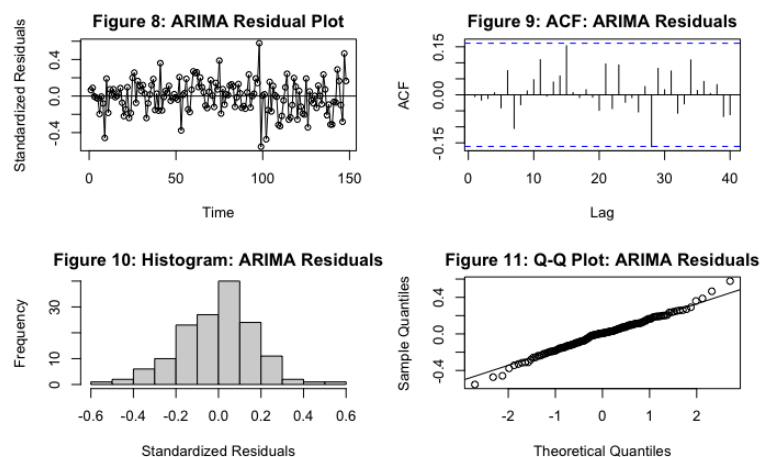 Figure 8: ARIMA Residual Plot
Standardized Residuals
0.4
0.0
-0.4
0
50
100
150
Time
Figure 9: ACF: ARIMA Residuals
ACF
0.15
0.00
-0.15
0
10
20
30
40
Lag
Figure 10: Histogram: ARIMA Residuals
Frequency
30
10
0
-0.6
-0.4
-0.2
0.0
0.2
0.4
0.6
Standardized Residuals
Figure 11: Q-Q Plot: ARIMA Residuals
Sample Quantiles
0.4
0.0
-0.4
-2
-1
0
1
2
Theoretical Quantiles